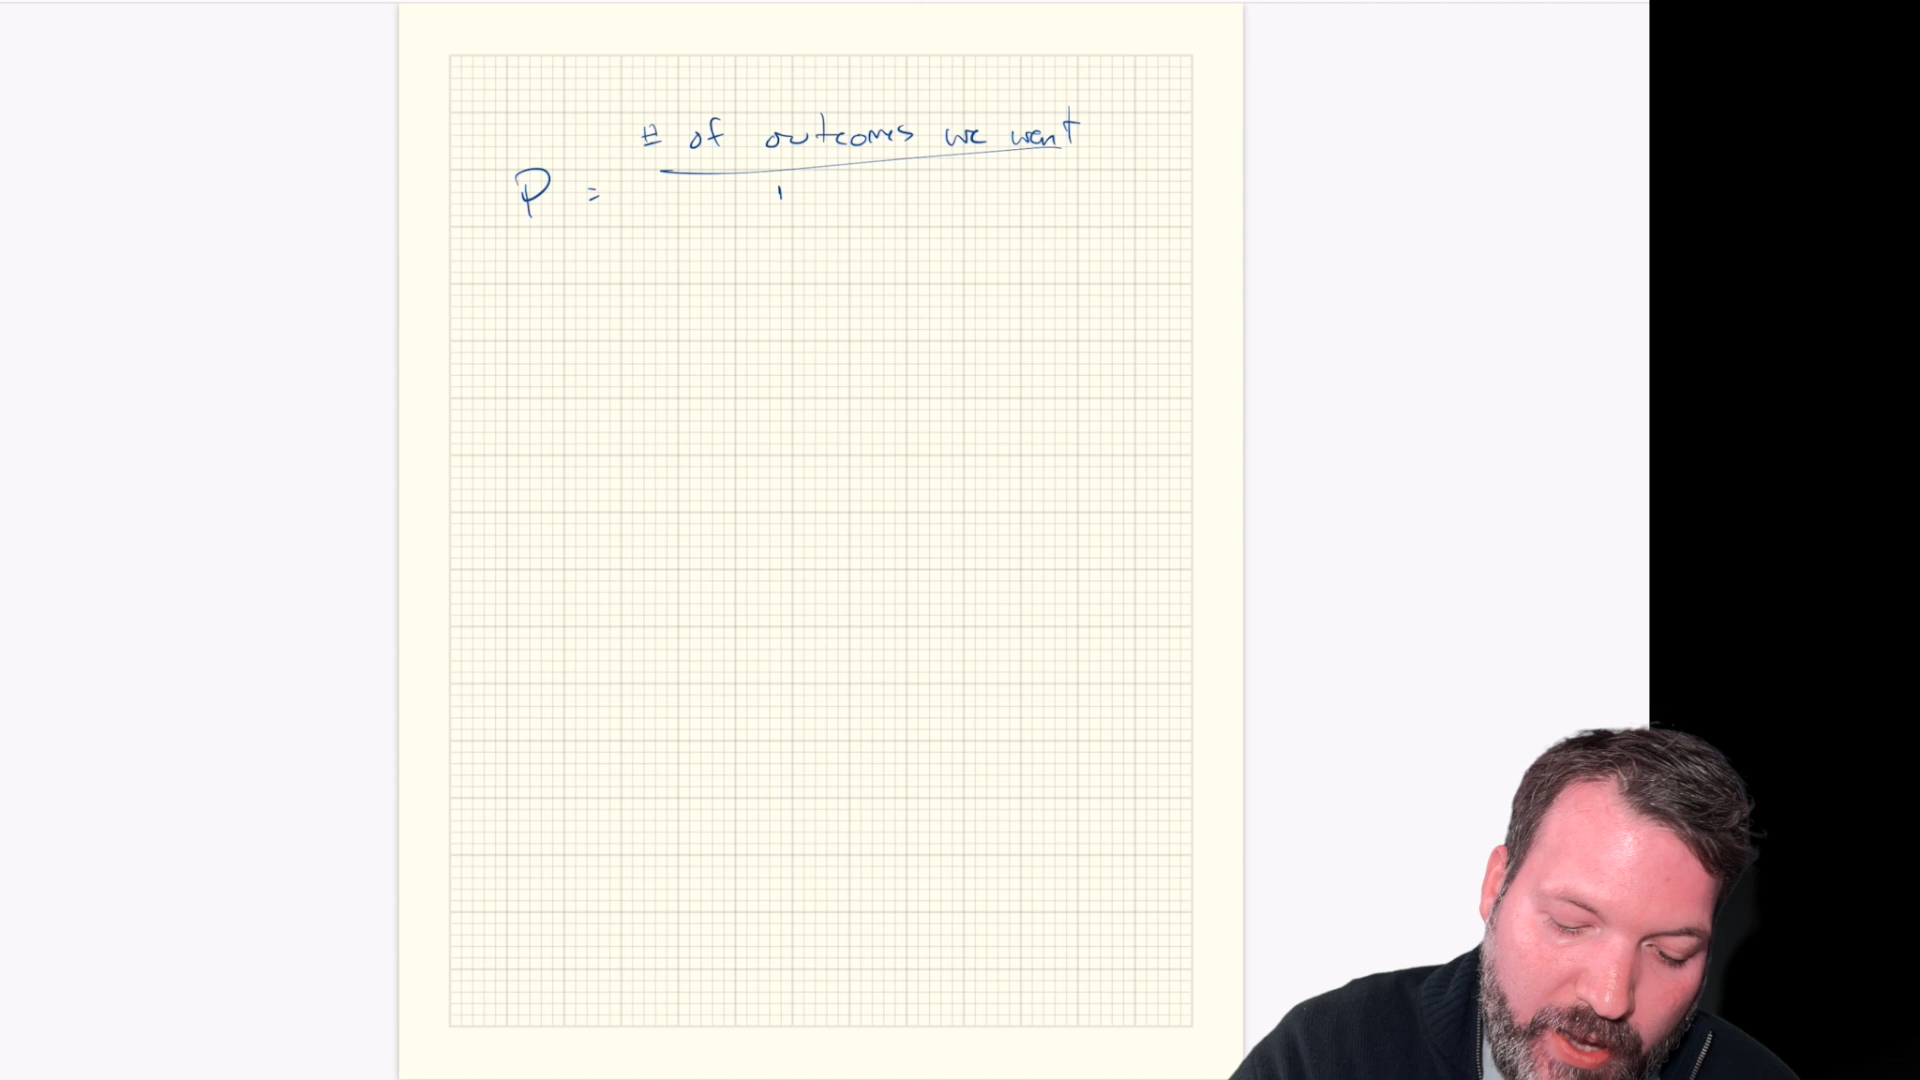 # of outcomes we want
P =